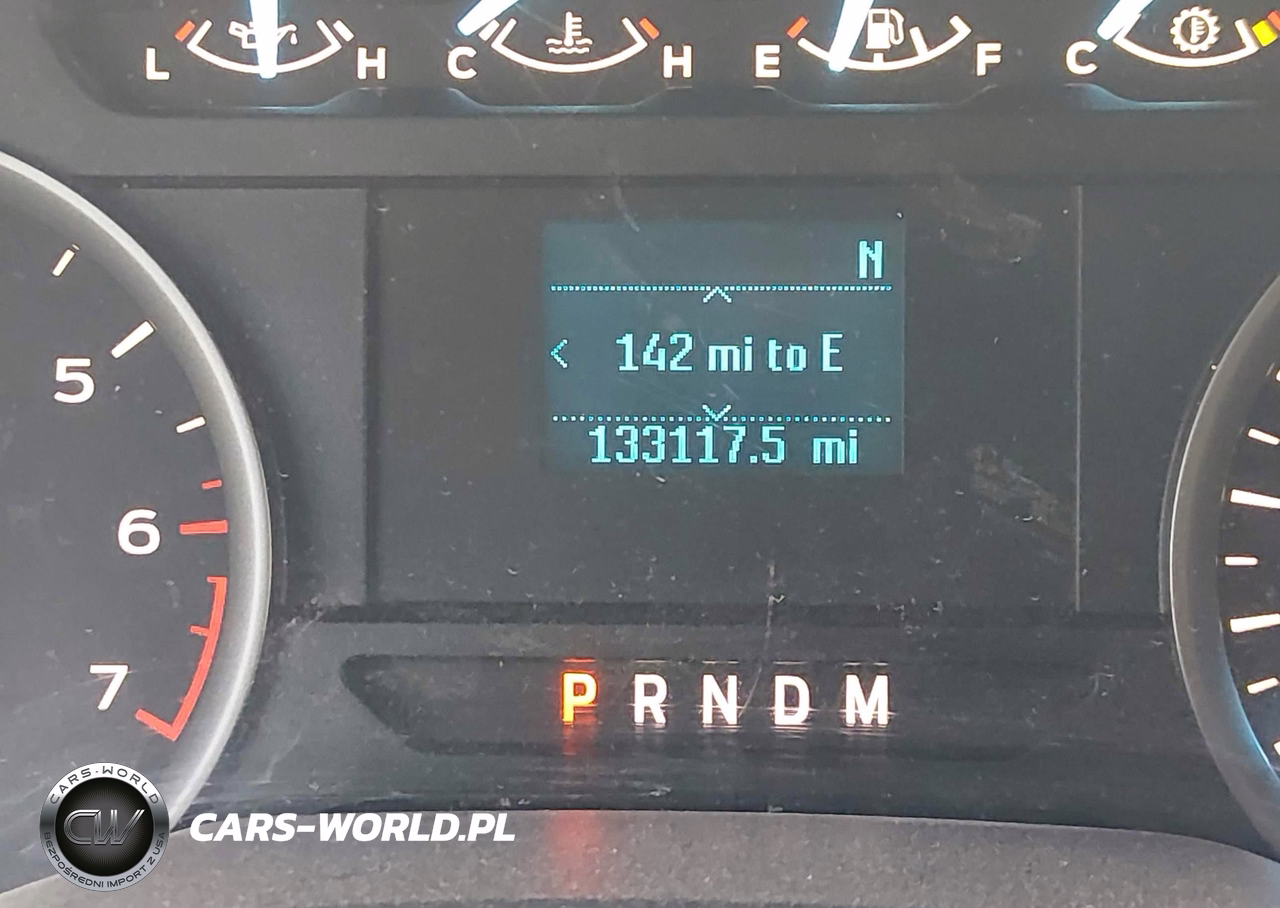 L H C H E F C
N
< 142 mi to E
133117.5 mi
5
6
7
P R N D M
CARS-WORLD
CW
BEZPOŚREDNI IMPORT Z USA
CARS-WORLD.PL